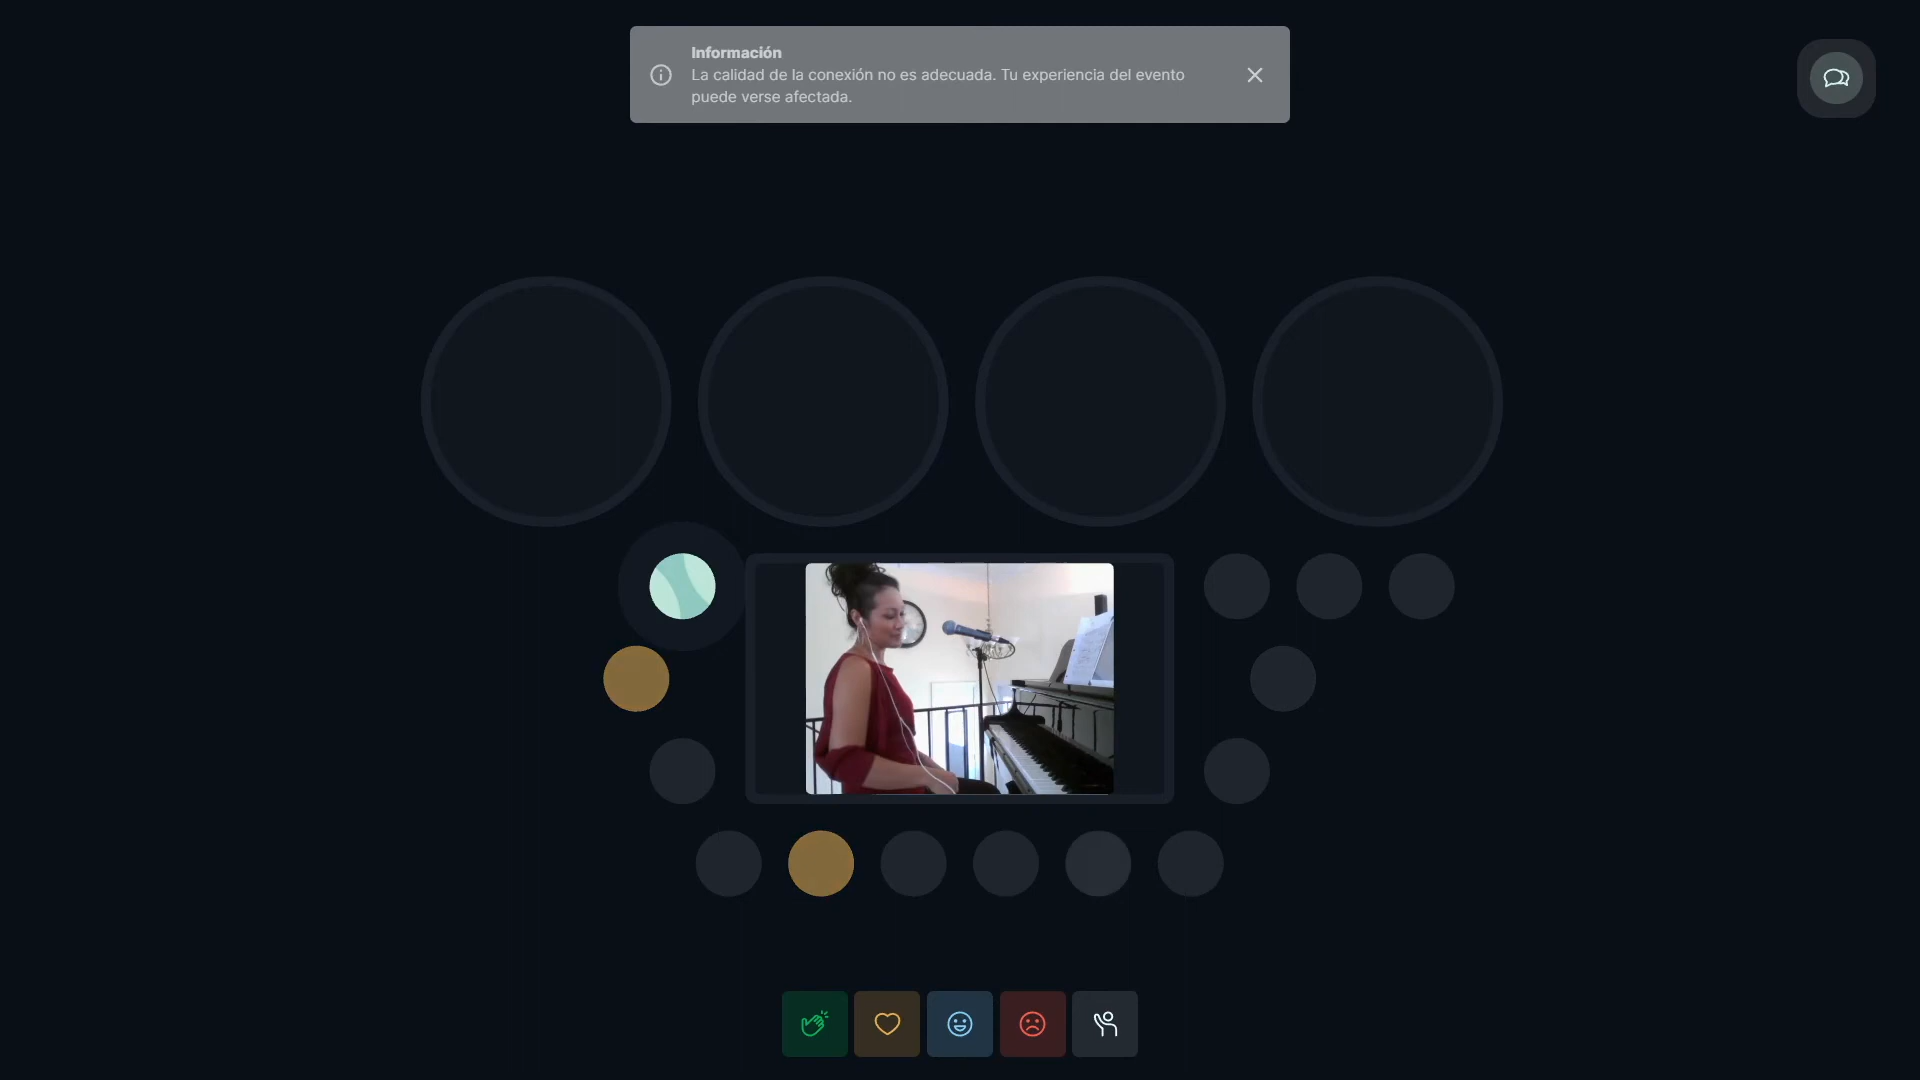 Información
La calidad de la conexión no es adecuada. Tu experiencia del evento
puede verse afectada.